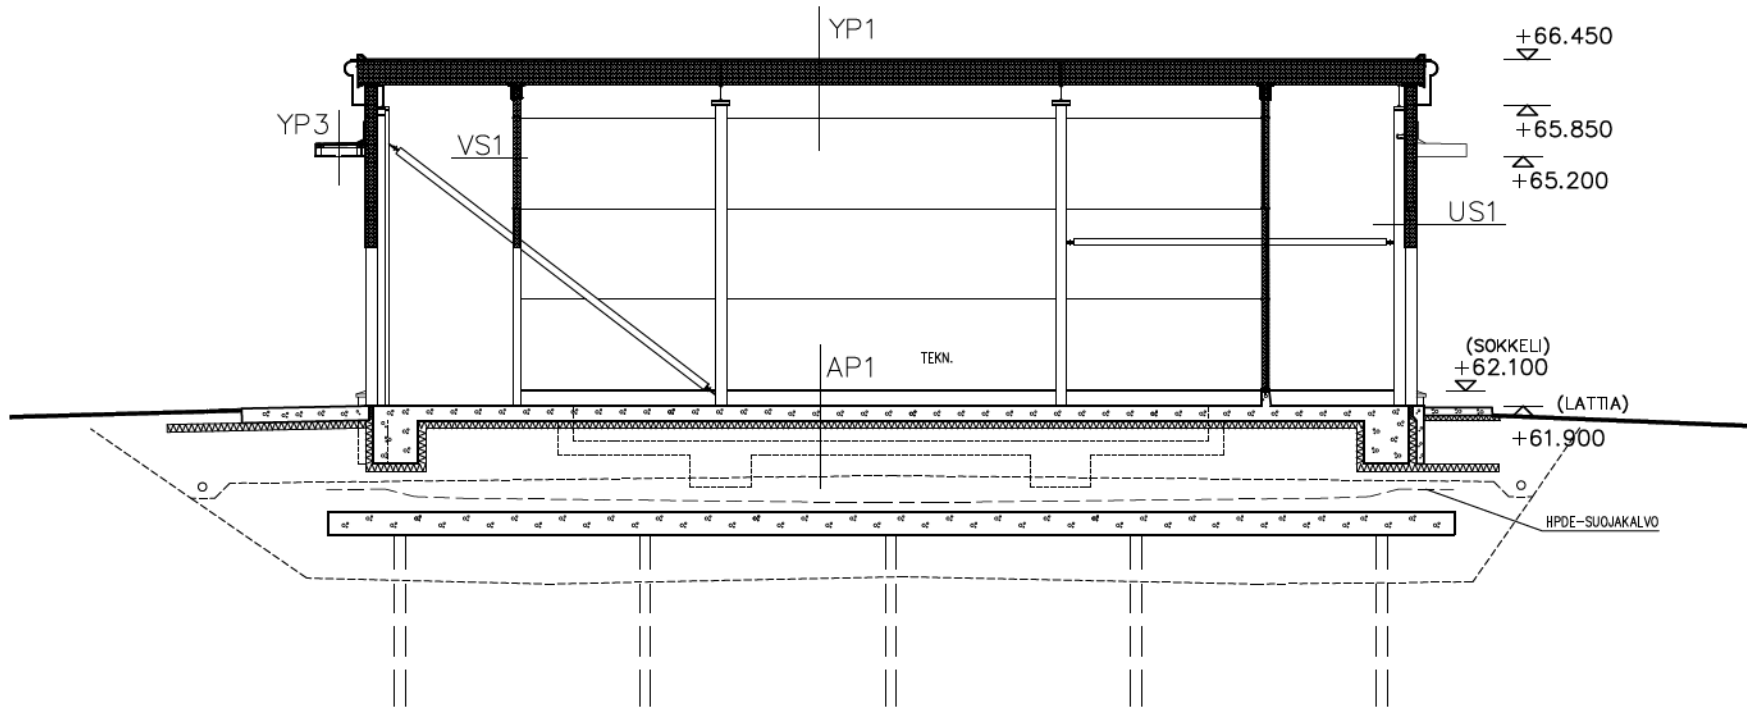 YP1
+66.450
YP3
VS1
+65.850
+65.200
US1
(SOKKELI)
+62.100
TEKN.
AP1
(LATTIA)
+61.900
HPDE-SUOJAKALVO